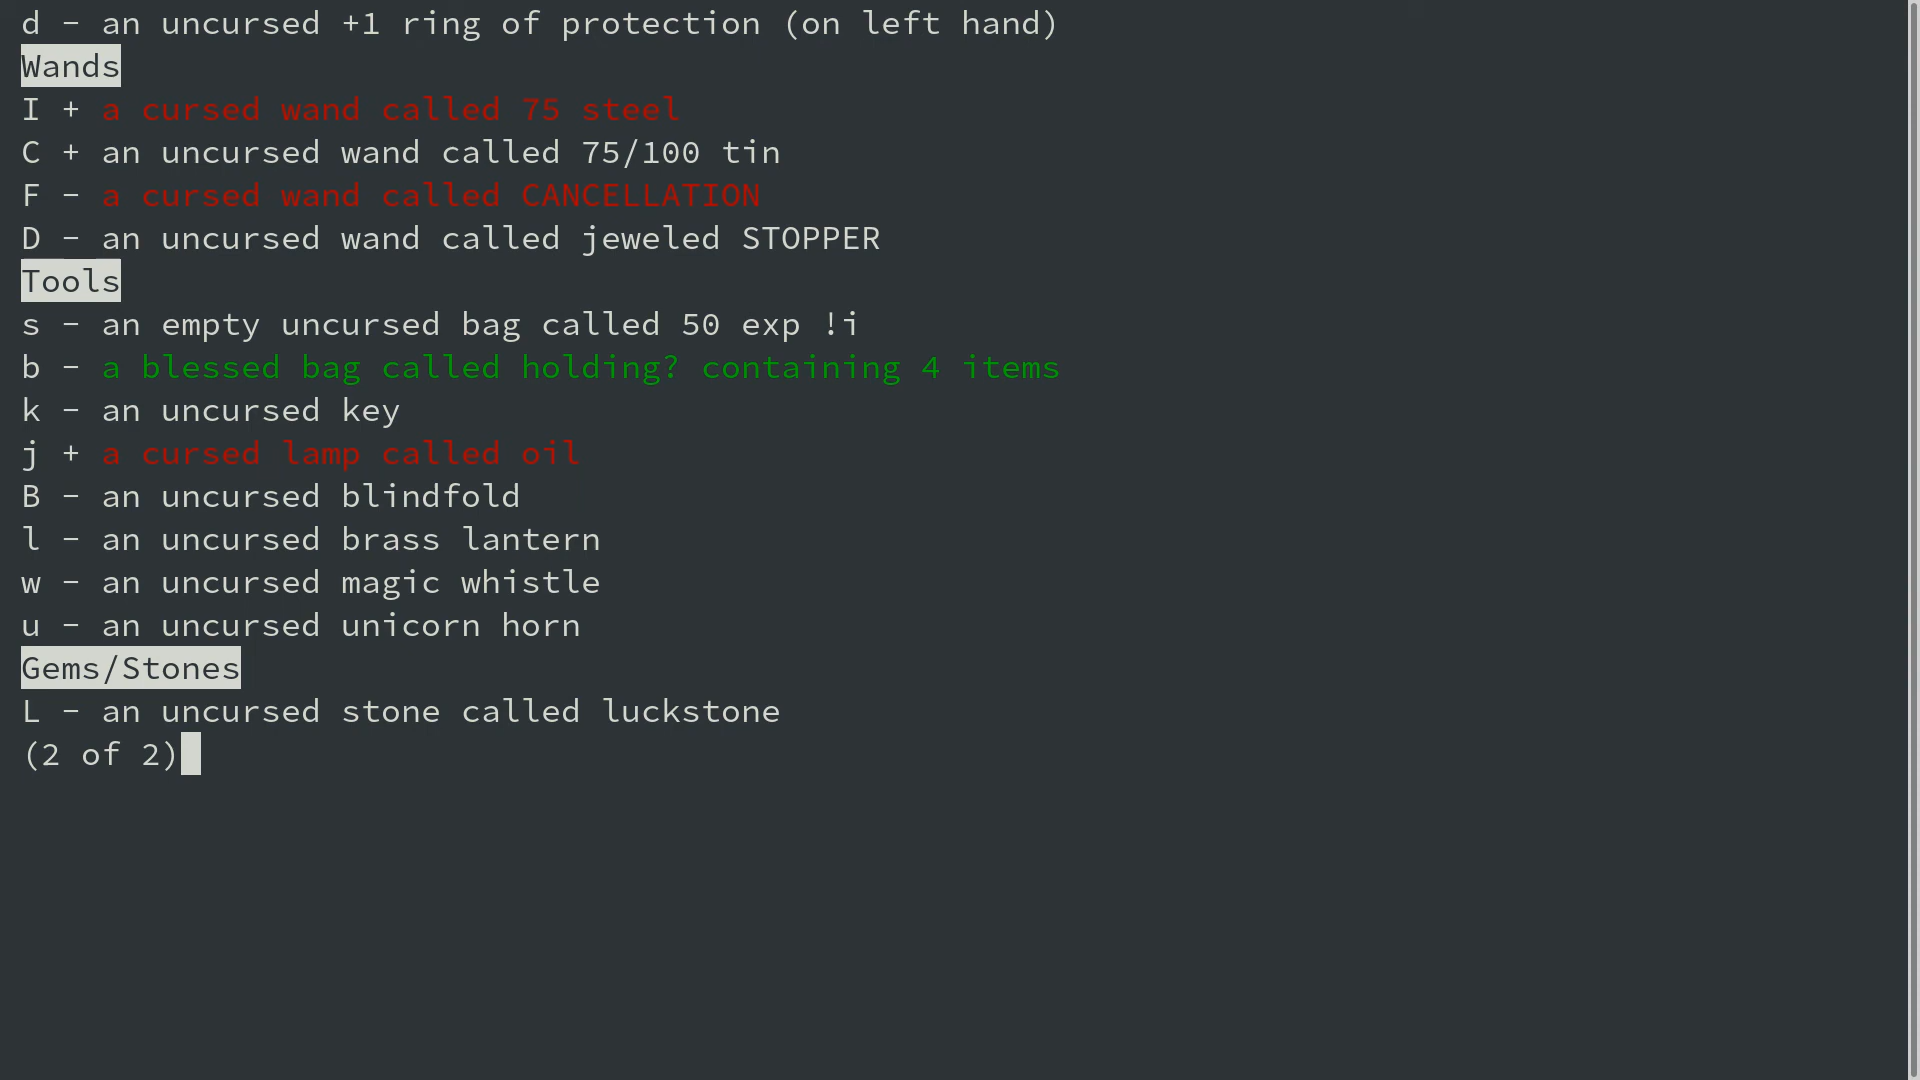 d - an uncursed +1 ring of protection (on left hand)
Wands
I + a cursed wand called 75 steel
C + an uncursed wand called 75/100 tin
F - a cursed wand called CANCELLATION
D - an uncursed wand called jeweled STOPPER
Tools
s - an empty uncursed bag called 50 exp !i
b - a blessed bag called holding? containing 4 items
k - an uncursed key
j + a cursed lamp called oil
B - an uncursed blindfold
l - an uncursed brass lantern
w - an uncursed magic whistle
u - an uncursed unicorn horn
Gems/Stones
L - an uncursed stone called luckstone
(2 of 2)